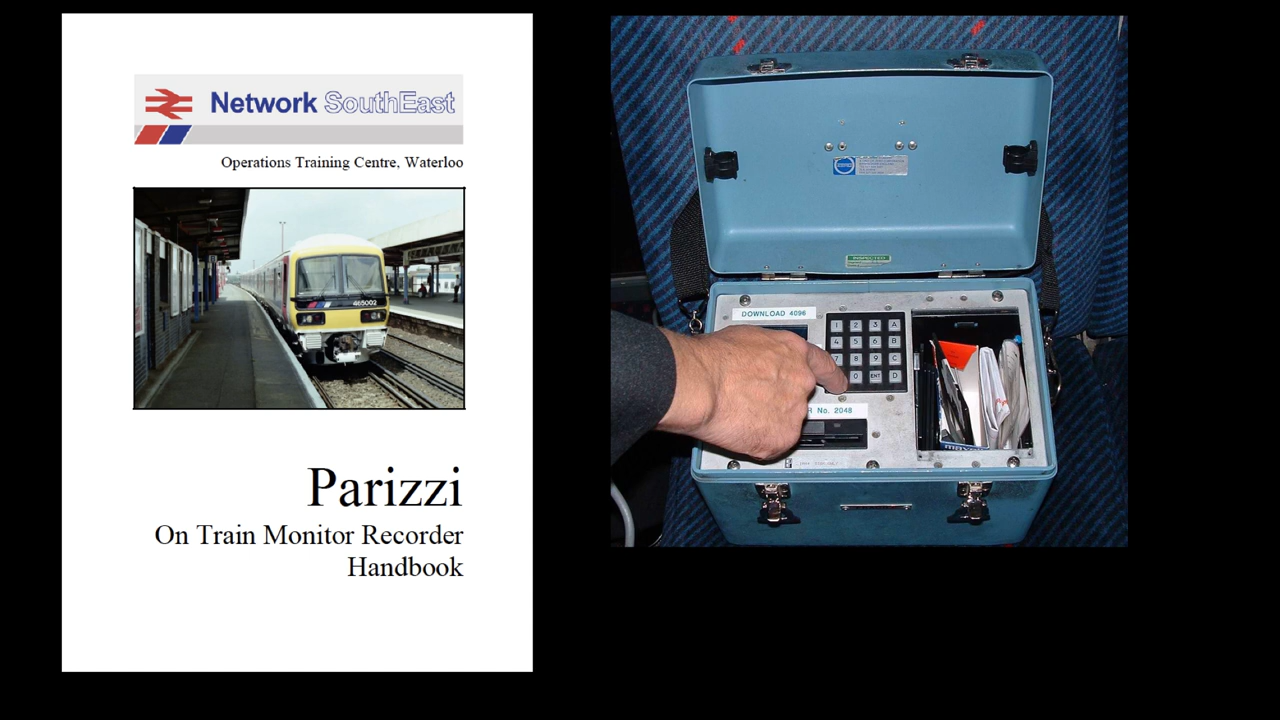 Network SouthEast
Operations Training Centre, Waterloo
465002
Parizzi
On Train Monitor Recorder
Handbook
INSPECTED
DOWNLOAD 4096
1 2 3 A
4 5 6 B
7 8 9 C
0 ENT D
R No. 2048